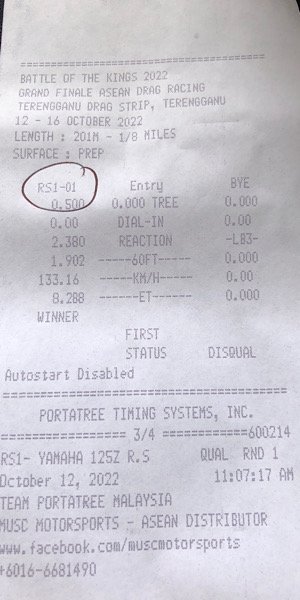 BATTLE OF THE KINGS 2022
GRAND FINALE ASEAN DRAG RACING
TERENGGANU DRAG STRIP, TERENGGANU
12 - 16 OCTOBER 2022
LENGTH : 201M - 1/8 MILES
SURFACE : PREP
RS1-01 Entry BYE
0.500 0.000 TREE 0.000
0.00 DIAL-IN 0.00
2.380 REACTION -LB3-
1.902 ------60FT----- 0.000
133.16 -----KM/H----- 0.00
8.288 ------ET----- 0.000
WINNER
FIRST
STATUS DISQUAL
Autostart Disabled
PORTATREE TIMING SYSTEMS, INC.
================ 3/4 ============600214
RS1- YAMAHA 125Z R.S QUAL RND 1
October 12, 2022 11:07:17 AM
TEAM PORTATREE MALAYSIA
MUSC MOTORSPORTS - ASEAN DISTRIBUTOR
www.facebook.com/muscmotorsports
+6016-6681490